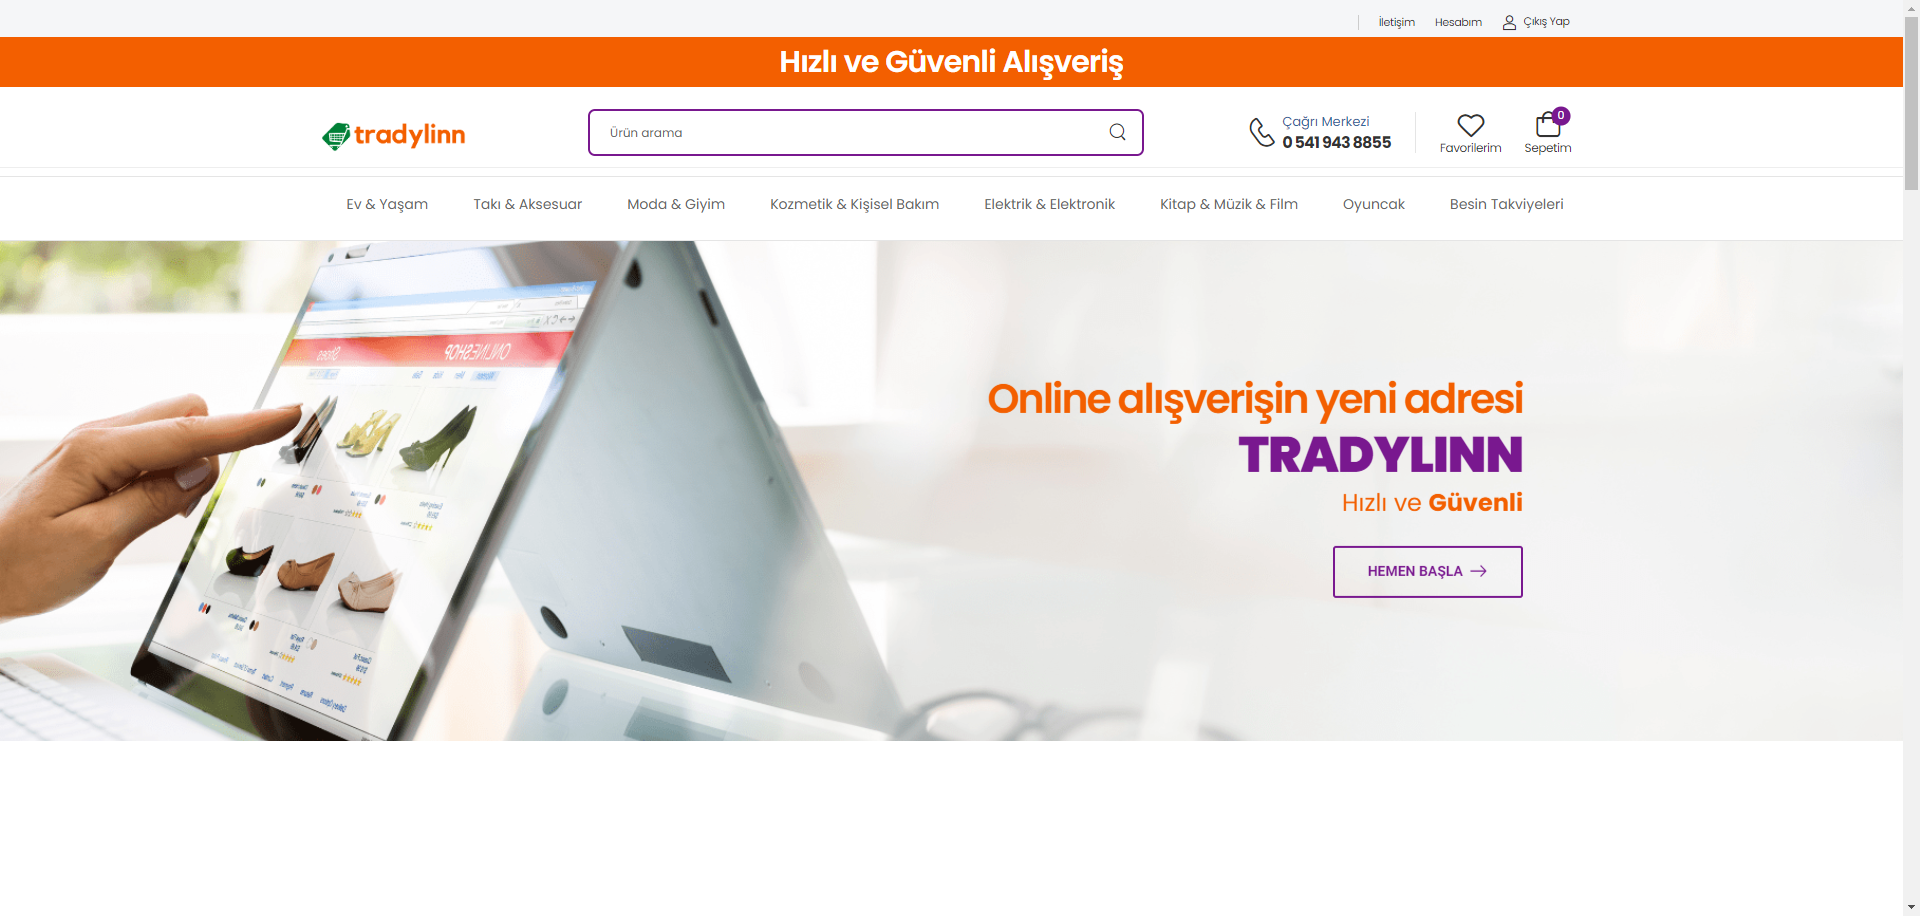 İletişim
Hesabım
Çıkış Yap
Hızlı ve Güvenli Alışveriş
tradylinn
Ürün arama
Çağrı Merkezi
0 541 943 8855
Favorilerim
0
Sepetim
Ev & Yaşam
Takı & Aksesuar
Moda & Giyim
Kozmetik & Kişisel Bakım
Elektrik & Elektronik
Kitap & Müzik & Film
Oyuncak
Besin Takviyeleri
Shoes
ONLINESHOP
Online alışverişin yeni adresi
TRADYLINN
Hızlı ve Güvenli
HEMEN BAŞLA